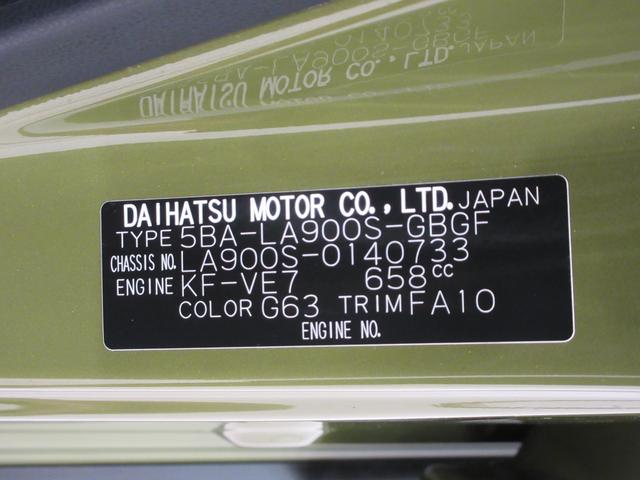 DAIHATSU MOTOR CO., LTD. JAPAN
TYPE 5BA-LA900S-GBGF
CHASSIS NO. LA900S-0140733
ENGINE KF-VE7 658cc
COLOR G63 TRIM FA10
ENGINE NO.